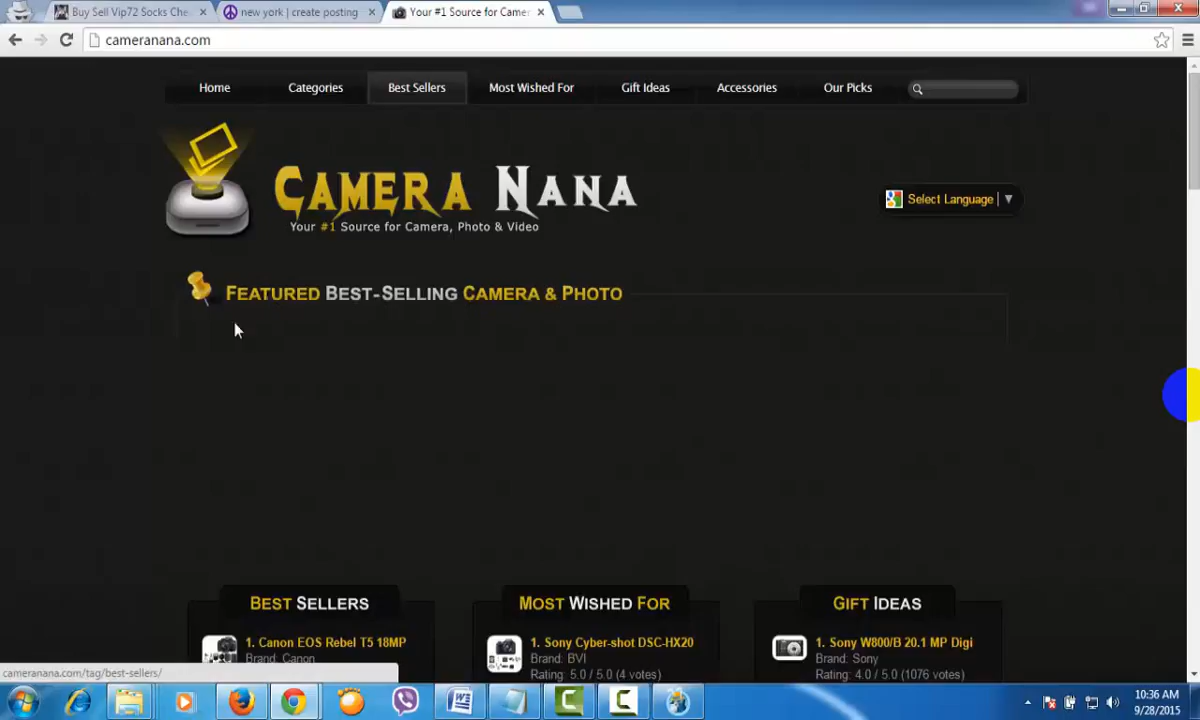 Buy Sell Vip72 Socks Che
new york | create posting
Your #1 Source for Camer
cameranana.com
Home
Categories
Best Sellers
Most Wished For
Gift Ideas
Accessories
Our Picks
CAMERA NANA
Your #1 Source for Camera, Photo & Video
Select Language
FEATURED BEST-SELLING CAMERA & PHOTO
BEST SELLERS
1. Canon EOS Rebel T5 18MP
Brand: Canon
MOST WISHED FOR
1. Sony Cyber-shot DSC-HX20
Brand: BVI
Rating: 5.0 / 5.0 (4 votes)
GIFT IDEAS
1. Sony W800/B 20.1 MP Digi
Brand: Sony
Rating: 4.0 / 5.0 (1076 votes)
cameranana.com/tag/best-sellers/
10:36 AM
9/28/2015